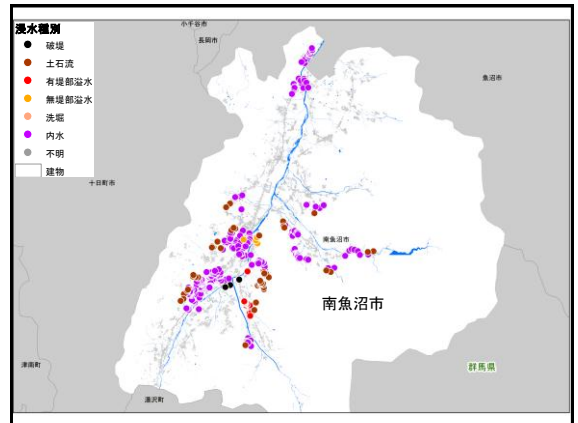 浸水種別
破堤
土石流
有堤部溢水
無堤部溢水
洗堀
内水
不明
建物
小千谷市
長岡市
魚沼市
十日町市
南魚沼市
南魚沼市
津南町
湯沢町
群馬県